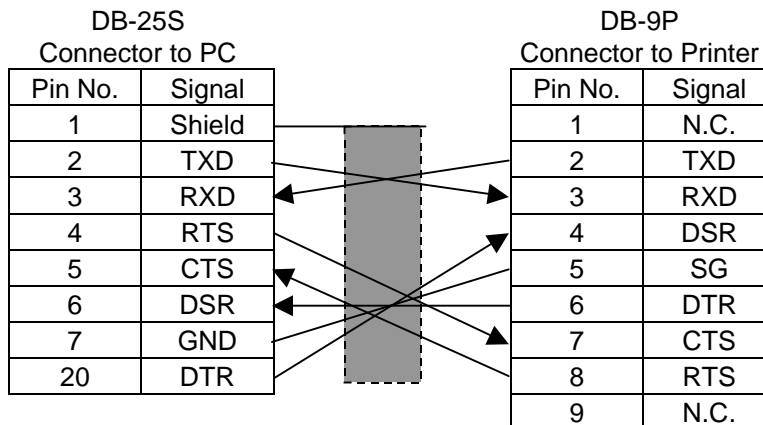 DB-25S
Connector to PC
Pin No. Signal
1 Shield
2 TXD
3 RXD
4 RTS
5 CTS
6 DSR
7 GND
20 DTR
DB-9P
Connector to Printer
Pin No. Signal
1 N.C.
2 TXD
3 RXD
4 DSR
5 SG
6 DTR
7 CTS
8 RTS
9 N.C.